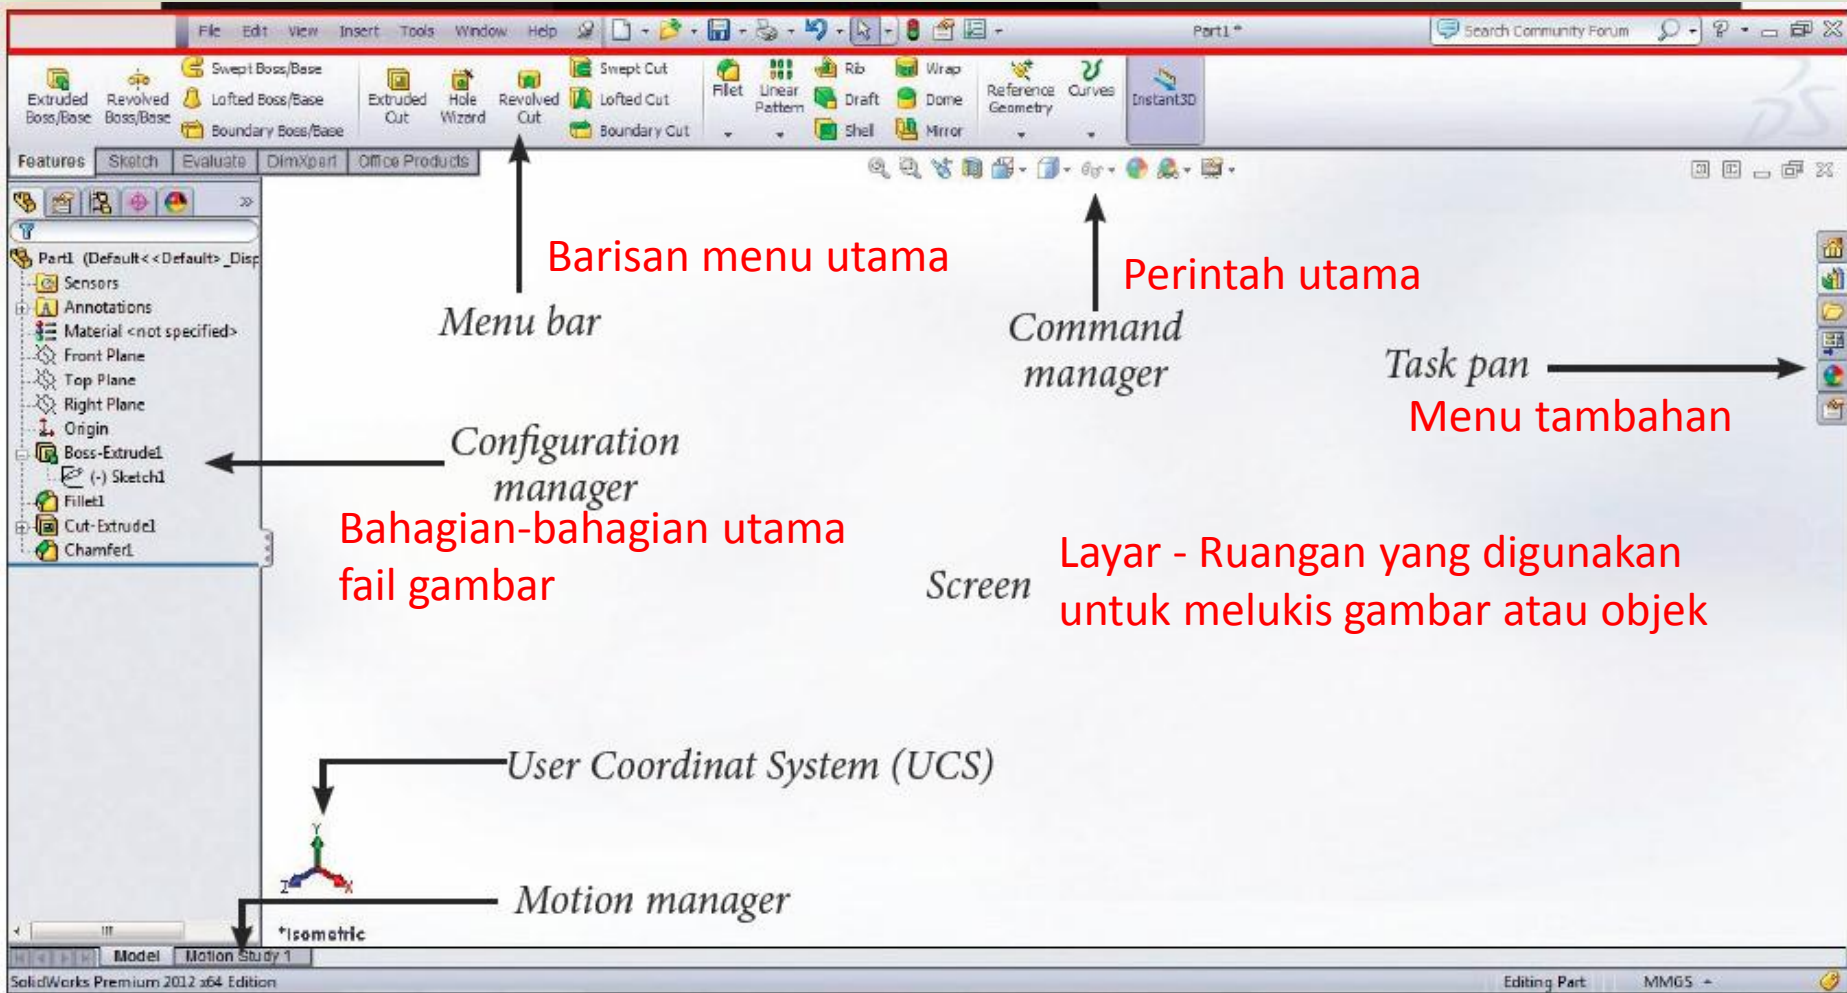 File Edit View Insert Tools Window Help
Part1 *
Search Community Forum
Extruded Boss/Base
Revolved Boss/Base
Swept Boss/Base
Lofted Boss/Base
Boundary Boss/Base
Extruded Cut
Hole Wizard
Revolved Cut
Swept Cut
Lofted Cut
Boundary Cut
Fillet
Linear Pattern
Rib
Draft
Shell
Wrap
Dome
Mirror
Reference Geometry
Curves
Instant3D
Features Sketch Evaluate DimXpert Office Products
Part1 (Default<<Default>_Disp
Sensors
Annotations
Material <not specified>
Front Plane
Top Plane
Right Plane
Origin
Boss-Extrude1
(-) Sketch1
Fillet1
Cut-Extrude1
Chamfer1
Barisan menu utama
Menu bar
Perintah utama
Command
manager
Task pan
Menu tambahan
Configuration
manager
Bahagian-bahagian utama
fail gambar
Screen
Layar - Ruangan yang digunakan
untuk melukis gambar atau objek
User Coordinat System (UCS)
Y
Z
X
Motion manager
*Isometric
Model Motion Study 1
SolidWorks Premium 2012 x64 Edition
Editing Part
MMGS